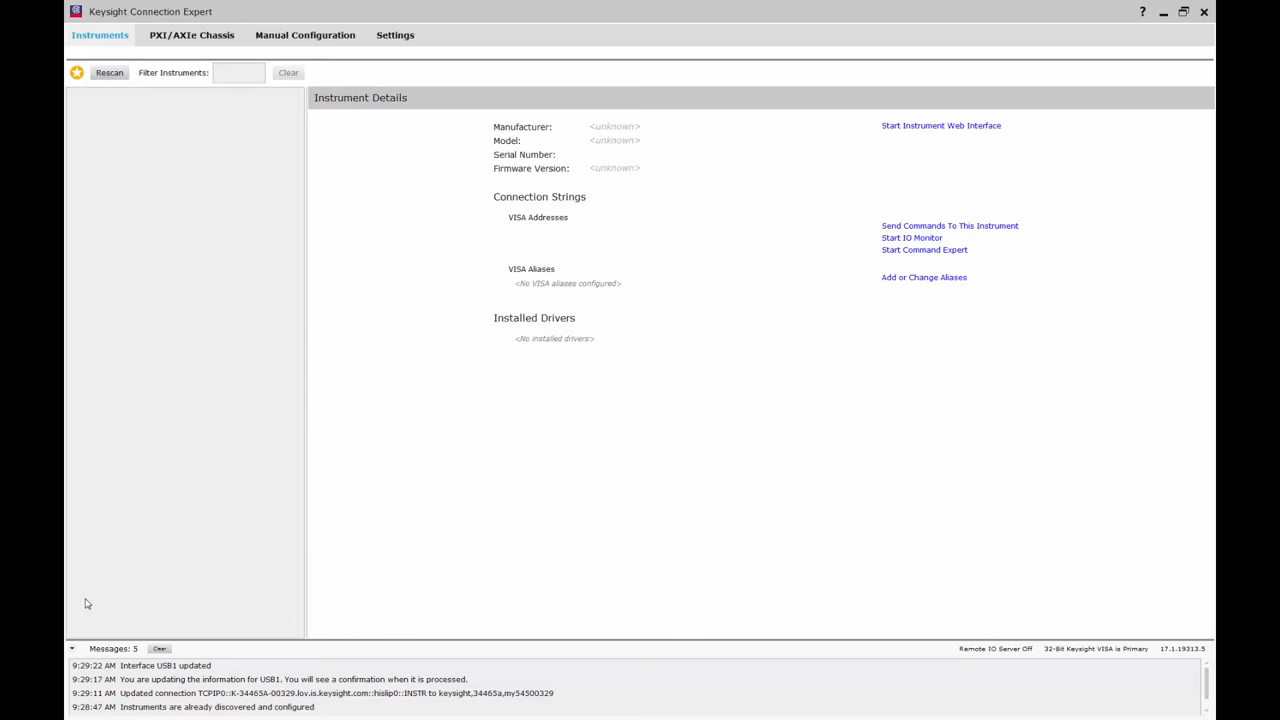 Keysight Connection Expert
?
Instruments PXI/AXIe Chassis Manual Configuration Settings
Rescan Filter Instruments: Clear
Instrument Details
Manufacturer: <unknown> Start Instrument Web Interface
Model: <unknown>
Serial Number:
Firmware Version: <unknown>
Connection Strings
VISA Addresses
Send Commands To This Instrument
Start IO Monitor
Start Command Expert
VISA Aliases
Add or Change Aliases
<No VISA aliases configured>
Installed Drivers
<No installed drivers>
Messages: 5 Clear Remote IO Server Off 32-Bit Keysight VISA is Primary 17.1.19313.5
9:29:22 AM Interface USB1 updated
9:29:17 AM You are updating the information for USB1. You will see a confirmation when it is processed.
9:29:11 AM Updated connection TCPIP0::K-34465A-00329.lov.is.keysight.com::hislip0::INSTR to keysight,34465a,my54500329
9:28:47 AM Instruments are already discovered and configured